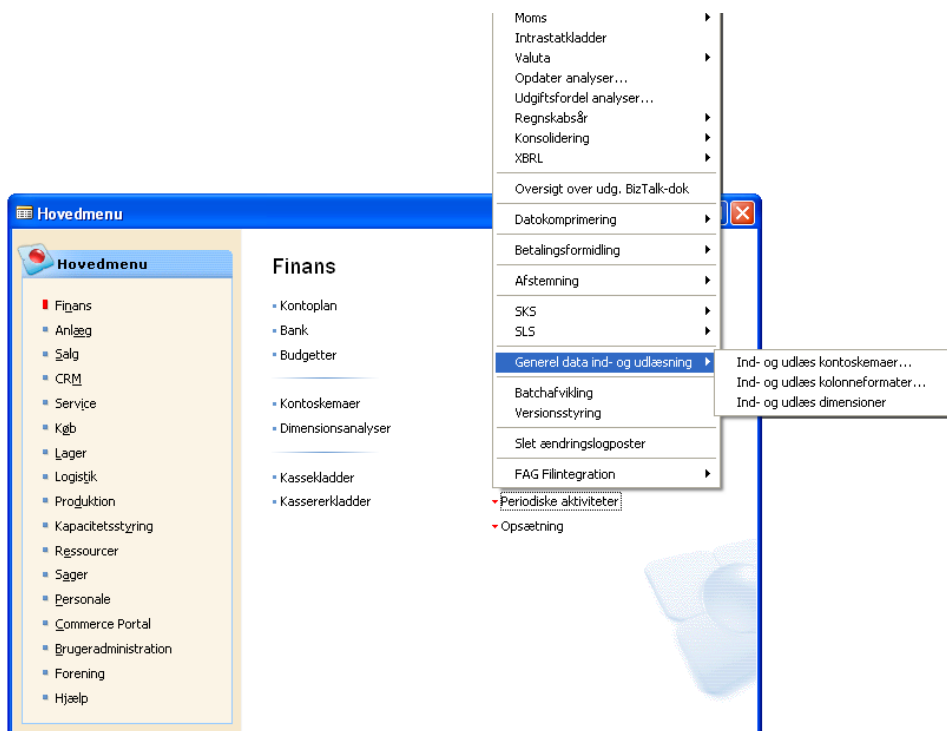 Moms
Intrastatkladder
Valuta
Opdater analyser...
Udgiftsfordel analyser...
Regnskabsår
Konsolidering
XBRL
Oversigt over udg. BizTalk-dok
Datokomprimering
Betalingsformidling
Afstemning
SKS
SLS
Generel data ind- og udlæsning
Batchafvikling
Versionsstyring
Slet ændringslogposter
FAG Filintegration
Ind- og udlæs kontoskemaer...
Ind- og udlæs kolonneformater...
Ind- og udlæs dimensioner
Hovedmenu
Hovedmenu
Finans
Anlæg
Salg
CRM
Service
Køb
Lager
Logistik
Produktion
Kapacitetsstyring
Ressourcer
Sager
Personale
Commerce Portal
Brugeradministration
Forening
Hjælp
Finans
Kontoplan
Bank
Budgetter
Kontoskemaer
Dimensionsanalyser
Kassekladder
Kassererkladder
Periodiske aktiviteter
Opsætning